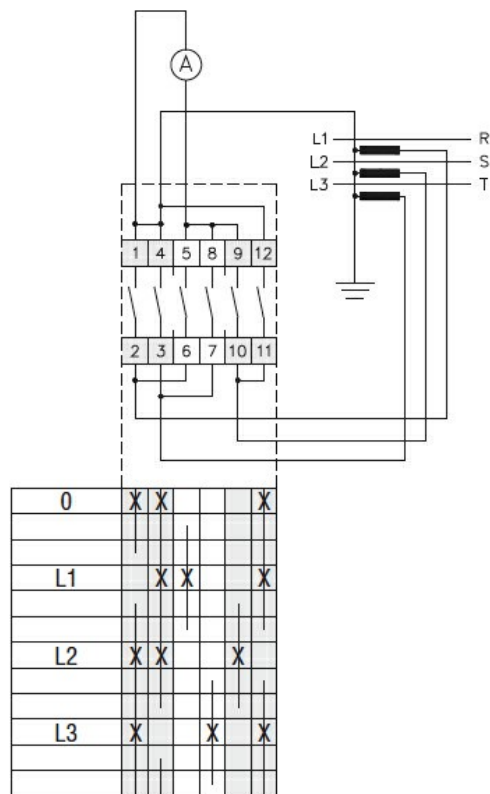 A
L1 R
L2 S
L3 T
1 4 5 8 9 12
2 3 6 7 10 11
0 X X X
L1 X X X
L2 X X X
L3 X X X